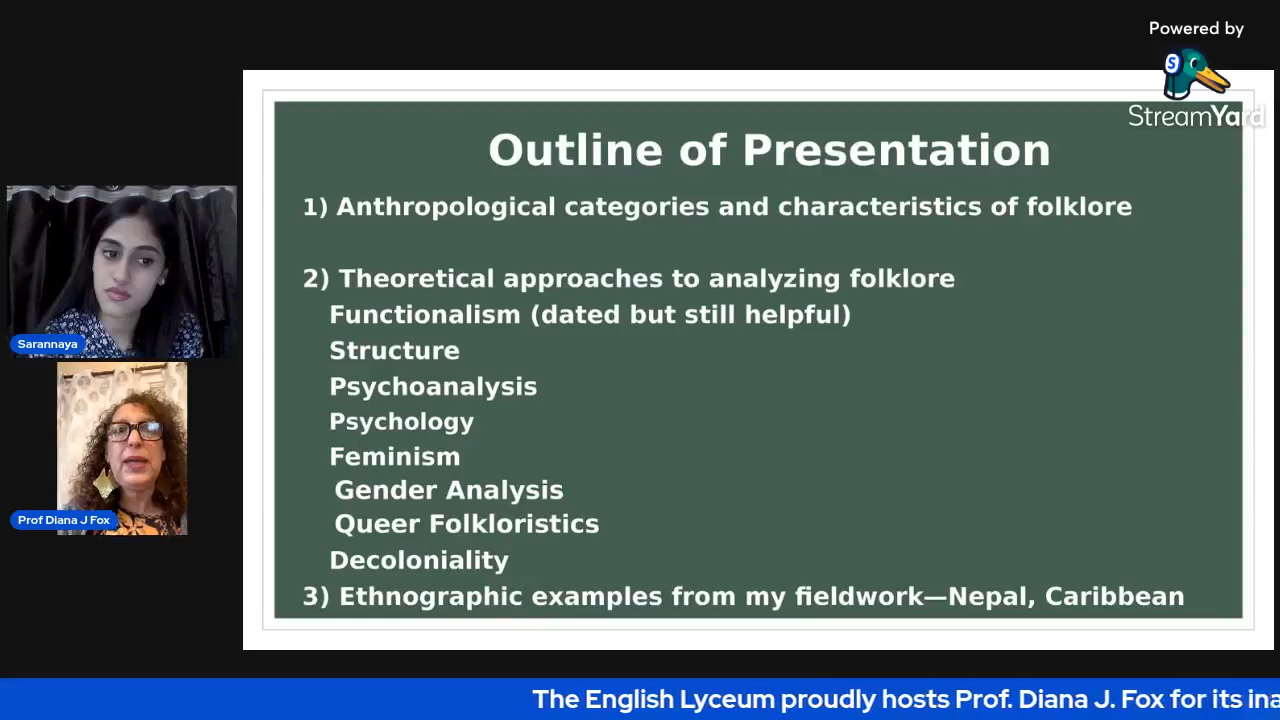 Powered by
S
StreamYard
Outline of Presentation
1) Anthropological categories and characteristics of folklore
2) Theoretical approaches to analyzing folklore
Functionalism (dated but still helpful)
Structure
Psychoanalysis
Psychology
Feminism
Gender Analysis
Queer Folkloristics
Decoloniality
3) Ethnographic examples from my fieldwork—Nepal, Caribbean
Sarannaya
Prof Diana J Fox
The English Lyceum proudly hosts Prof. Diana J. Fox for its ina